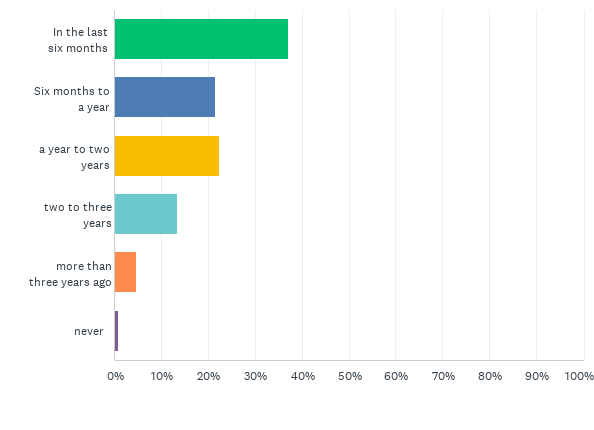 In the last
six months
Six months to
a year
a year to two
years
two to three
years
more than
three years ago
never
0% 10% 20% 30% 40% 50% 60% 70% 80% 90% 100%